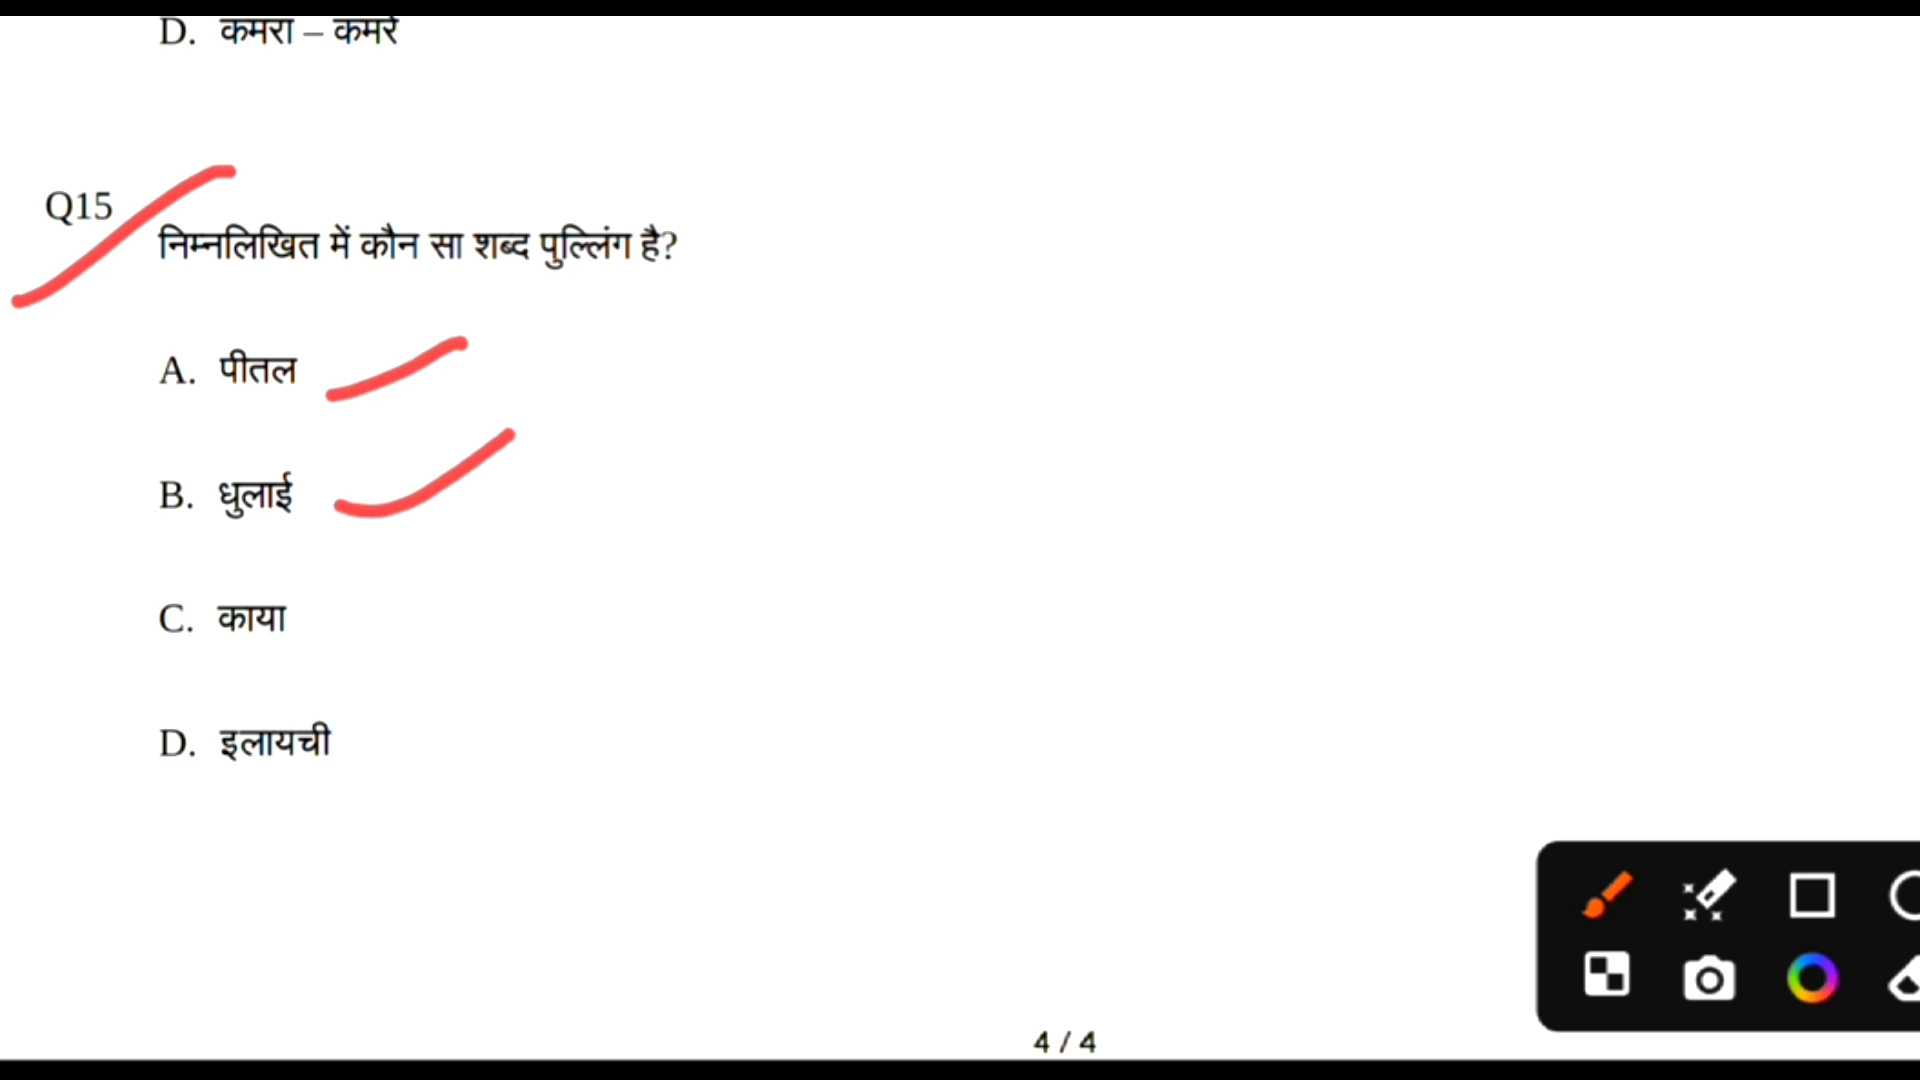 D. कमरा – कमरे
Q15
निम्नलिखित में कौन सा शब्द पुल्लिंग है?
A. पीतल
B. धुलाई
C. काया
D. इलायची
4 / 4